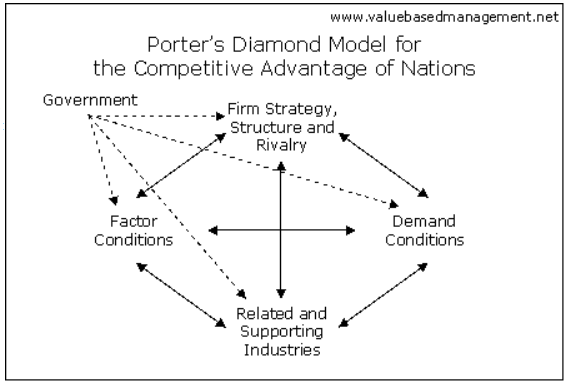 www.valuebasedmanagement.net
Porter's Diamond Model for
the Competitive Advantage of Nations
Government
Firm Strategy,
Structure and
Rivalry
Factor
Conditions
Demand
Conditions
Related and
Supporting
Industries